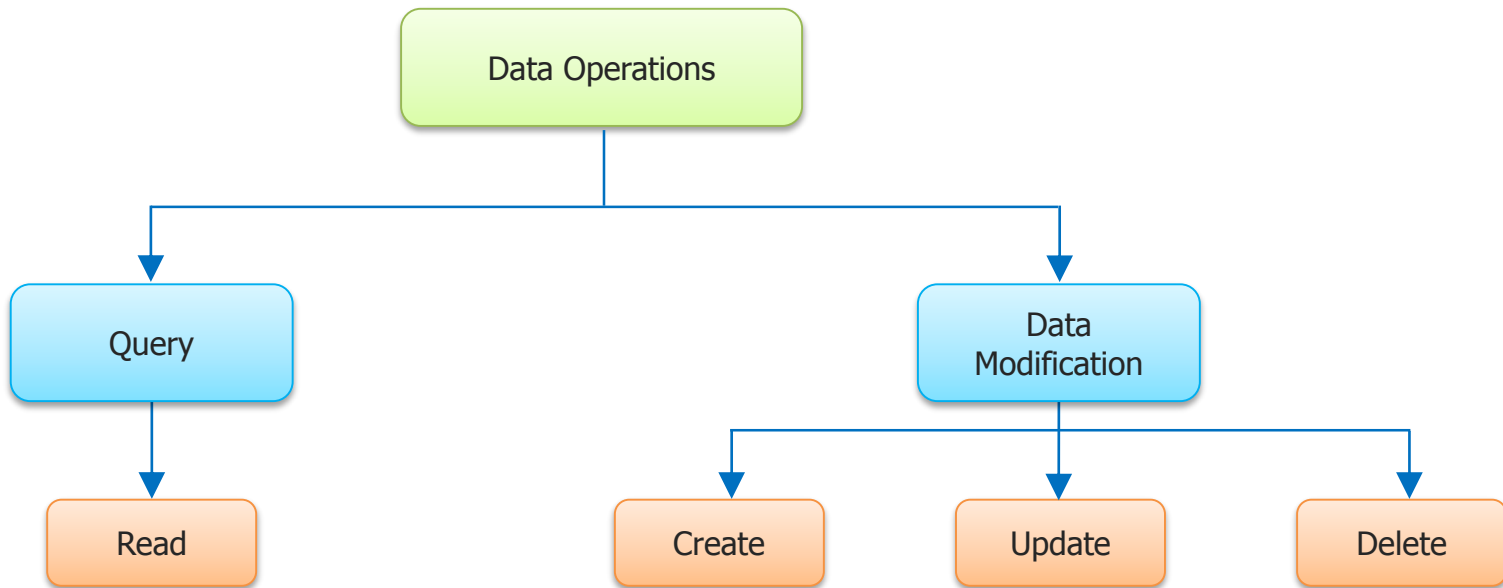 Data Operations
Query
Data
Modification
Read
Create
Update
Delete